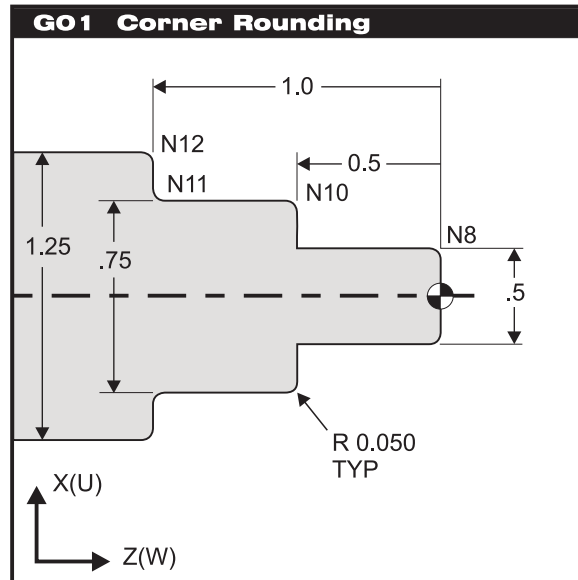 G01 Corner Rounding
1.0
N12
0.5
N11
N10
N8
1.25
.75
.5
R 0.050
TYP
X(U)
Z(W)